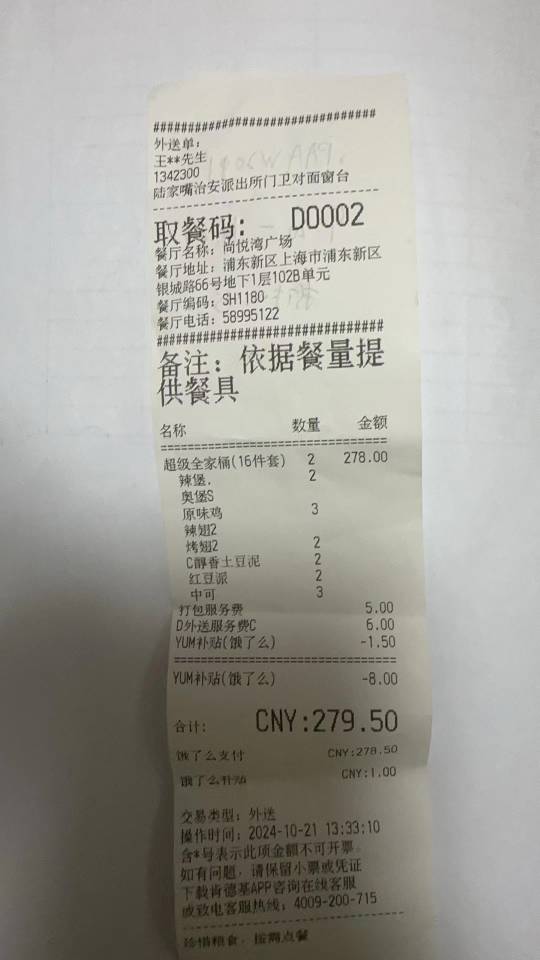 ################################
外送单：
王**先生
1342300
陆家嘴治安派出所门卫对面窗台
取餐码： D0002
餐厅名称：尚悦湾广场
餐厅地址：浦东新区上海市浦东新区
银城路66号地下1层102B单元
餐厅编码：SH1180
餐厅电话：58995122
################################
备注：依据餐量提
供餐具
名称 数量 金额
================================
超级全家桶(16件套) 2 278.00
辣堡. 2
奥堡S
原味鸡 3
辣翅2
烤翅2 2
C醇香土豆泥 2
红豆派 2
中可 3
打包服务费 5.00
D外送服务费C 6.00
YUM补贴(饿了么) -1.50
================================
YUM补贴(饿了么) -8.00
合计: CNY:279.50
饿了么支付 CNY:278.50
饿了么补贴 CNY:1.00
交易类型：外送
操作时间：2024-10-21 13:33:10
含*号表示此项金额不可开票。
如有问题，请保留小票或凭证
下载肯德基APP咨询在线客服
或致电客服热线：4009-200-715
珍惜粮食，按需点餐